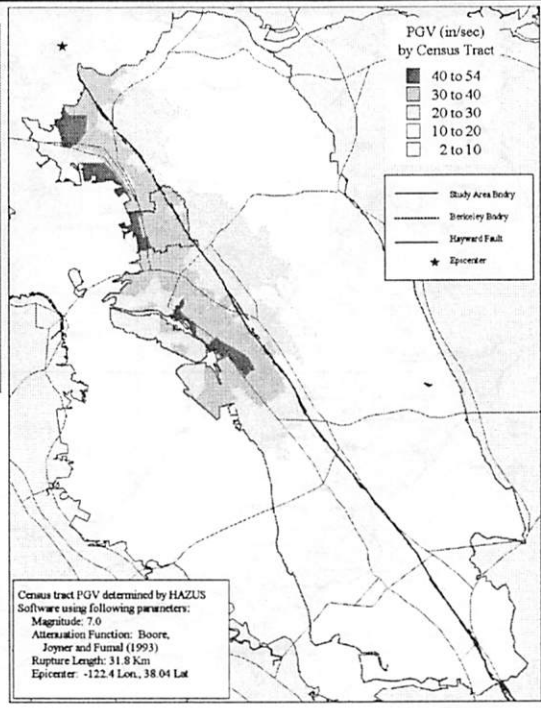 PGV (in/sec)
by Census Tract
40 to 54
30 to 40
20 to 30
10 to 20
2 to 10
Study Area Bndry
Berkeley Bndry
Hayward Fault
Epicenter
Census tract PGV determined by HAZUS
Software using following parameters:
Magnitude: 7.0
Attenuation Function: Boore,
Joyner and Fumal (1993)
Rupture Length: 31.8 Km
Epicenter: -122.4 Lon., 38.04 Lat